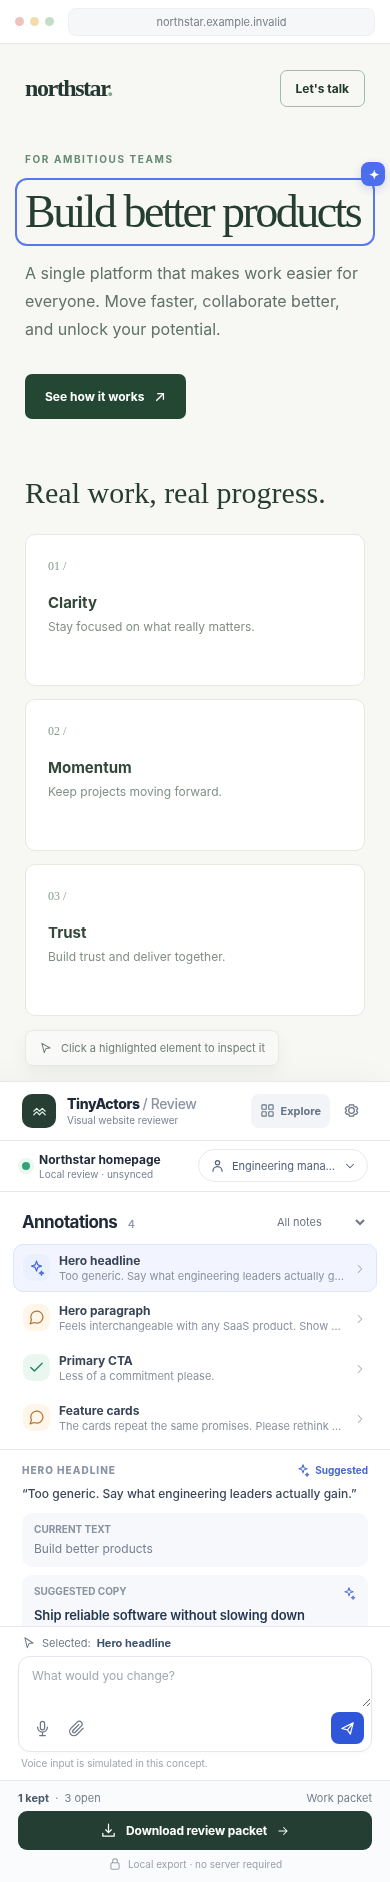 northstar.example.invalid
northstar.
Let's talk
FOR AMBITIOUS TEAMS
Build better products
A single platform that makes work easier for
everyone. Move faster, collaborate better,
and unlock your potential.
See how it works
Real work, real progress.
01 /
Clarity
Stay focused on what really matters.
02 /
Momentum
Keep projects moving forward.
03 /
Trust
Build trust and deliver together.
Click a highlighted element to inspect it
TinyActors / Review
Visual website reviewer
Explore
Northstar homepage
Local review · unsynced
Engineering mana...
Annotations 4
All notes
Hero headline
Too generic. Say what engineering leaders actually g...
Hero paragraph
Feels interchangeable with any SaaS product. Show ...
Primary CTA
Less of a commitment please.
Feature cards
The cards repeat the same promises. Please rethink ...
HERO HEADLINE
Suggested
“Too generic. Say what engineering leaders actually gain.”
CURRENT TEXT
Build better products
SUGGESTED COPY
Ship reliable software without slowing down
Selected: Hero headline
What would you change?
Voice input is simulated in this concept.
1 kept · 3 open
Work packet
Download review packet
Local export · no server required